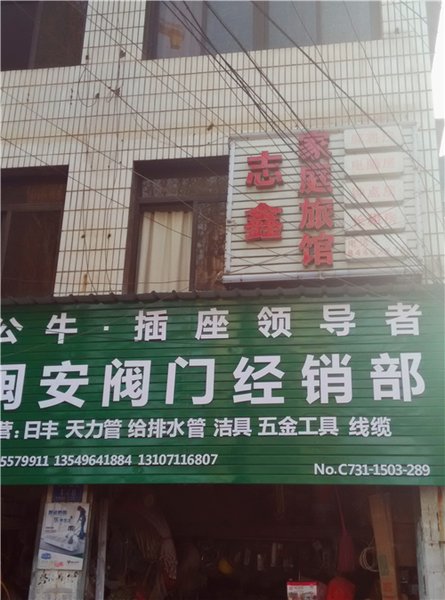 志鑫
家庭旅馆
公牛·插座领导者
闽安阀门经销部
营:日丰 天力管 给排水管 洁具 五金工具 线缆
5579911 13549641884 13107116807
No.C731-1503-289